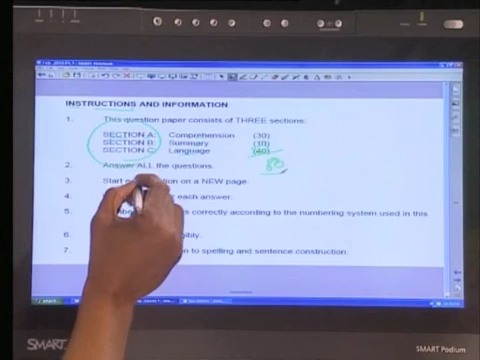 INSTRUCTIONS AND INFORMATION
1. This question paper consists of THREE sections:
SECTION A: Comprehension (30)
SECTION B: Summary (10)
SECTION C: Language (40)
80
2. Answer ALL the questions.
3. Start on a NEW page.
4. each answer.
5. correctly according to the numbering system used in this
6.
7. to spelling and sentence construction.
SMART
SMART Podium